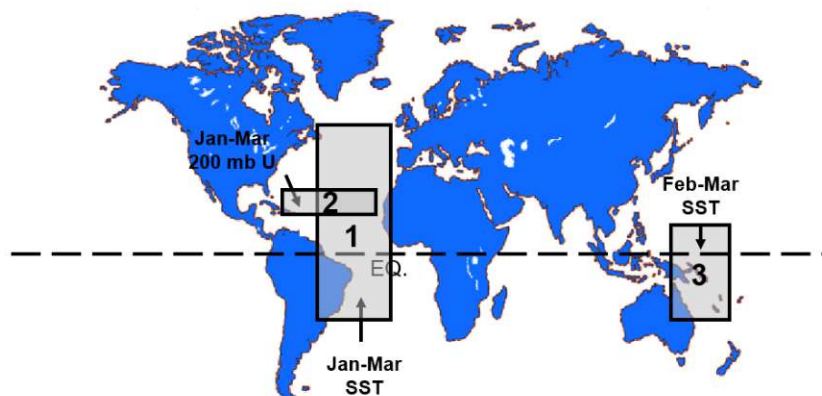 Jan-Mar
200 mb U
2
1
EQ.
Jan-Mar
SST
Feb-Mar
SST
3